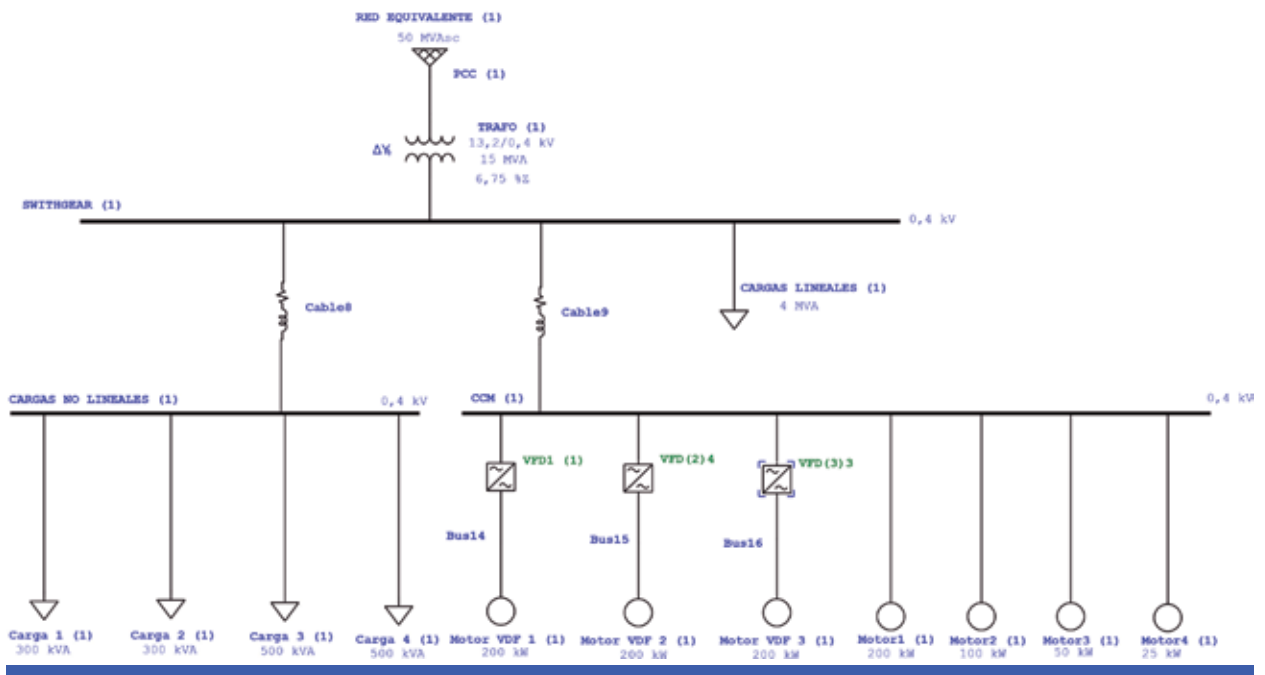 RED EQUIVALENTE (1)
50 MVAsc
PCC (1)
TRAFO (1)
13,2/0,4 kV
15 MVA
6,75 %Z
SWITHGEAR (1)
0,4 kV
Cable8
Cable9
CARGAS LINEALES (1)
4 MVA
CARGAS NO LINEALES (1)
0,4 kV
CCM (1)
0,4 kV
VFD1 (1)
VFD(2)4
VFD(3)3
Bus14
Bus15
Bus16
Carga 1 (1)
300 kVA
Carga 2 (1)
300 kVA
Carga 3 (1)
500 kVA
Carga 4 (1)
500 kVA
Motor VDF 1 (1)
200 kW
Motor VDF 2 (1)
200 kW
Motor VDF 3 (1)
200 kW
Motor1 (1)
200 kW
Motor2 (1)
100 kW
Motor3 (1)
50 kW
Motor4 (1)
25 kW